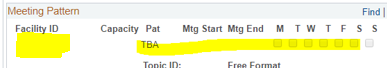 Meeting Pattern Find |
Facility ID Capacity Pat Mtg Start Mtg End M T W T F S S
TBA
Topic ID: Free Format